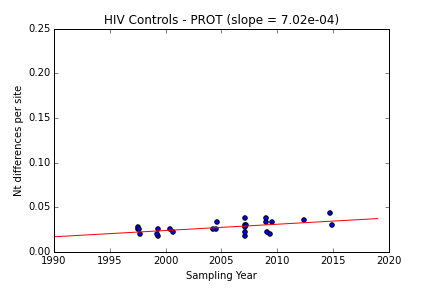 HIV Controls - PROT (slope = 7.02e-04)
0.25
0.20
0.15
0.10
0.05
0.00
Nt differences per site
1990 1995 2000 2005 2010 2015 2020
Sampling Year